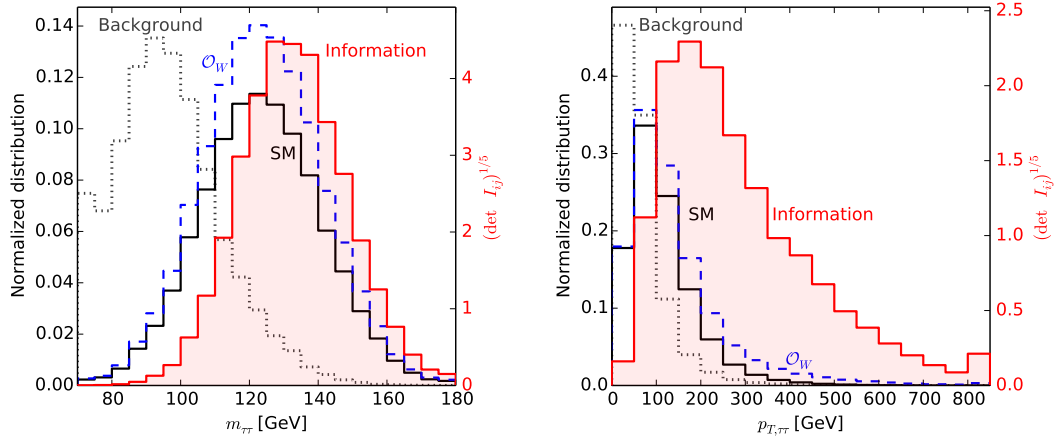 Background
𝒪_W
Information
SM
0.14
0.12
0.10
0.08
0.06
0.04
0.02
0.00
Normalized distribution
80
100
120
140
160
180
m_ττ [GeV]
4
3
2
1
0
(det I_ij)^1/5
Background
SM
Information
𝒪_W
0.4
0.3
0.2
0.1
0.0
Normalized distribution
0
100
200
300
400
500
600
700
800
p_T,ττ [GeV]
2.5
2.0
1.5
1.0
0.5
0.0
(det I_ij)^1/5